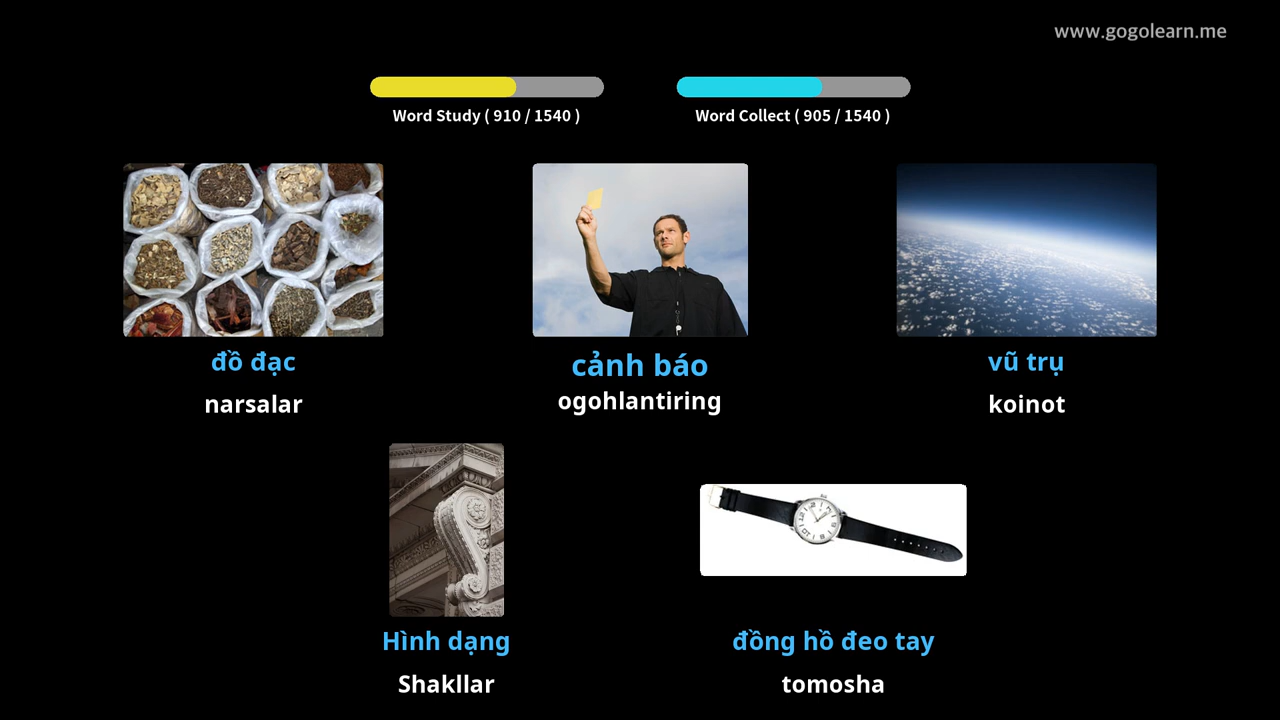 www.gogolearn.me
Word Study ( 910 / 1540 )
Word Collect ( 905 / 1540 )
đồ đạc
narsalar
cảnh báo
ogohlantiring
vũ trụ
koinot
Hình dạng
Shakllar
đồng hồ đeo tay
tomosha